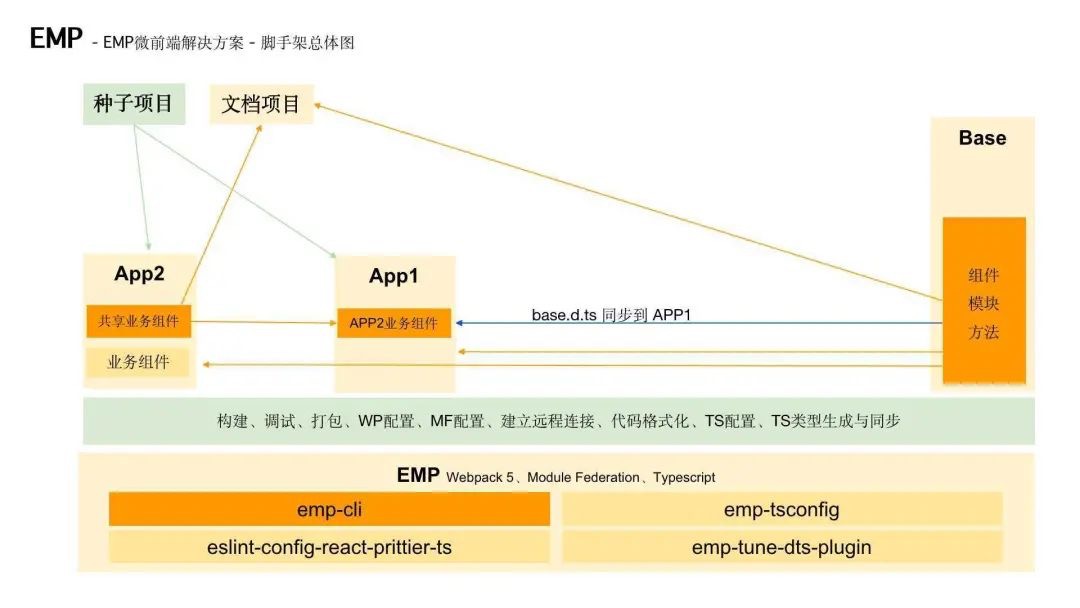 EMP - EMP微前端解决方案 - 脚手架总体图
种子项目
文档项目
Base
App2
App1
组件
模块
方法
共享业务组件
APP2业务组件
base.d.ts 同步到 APP1
业务组件
构建、调试、打包、WP配置、MF配置、建立远程连接、代码格式化、TS配置、TS类型生成与同步
EMP Webpack 5、Module Federation、Typescript
emp-cli
emp-tsconfig
eslint-config-react-prittier-ts
emp-tune-dts-plugin